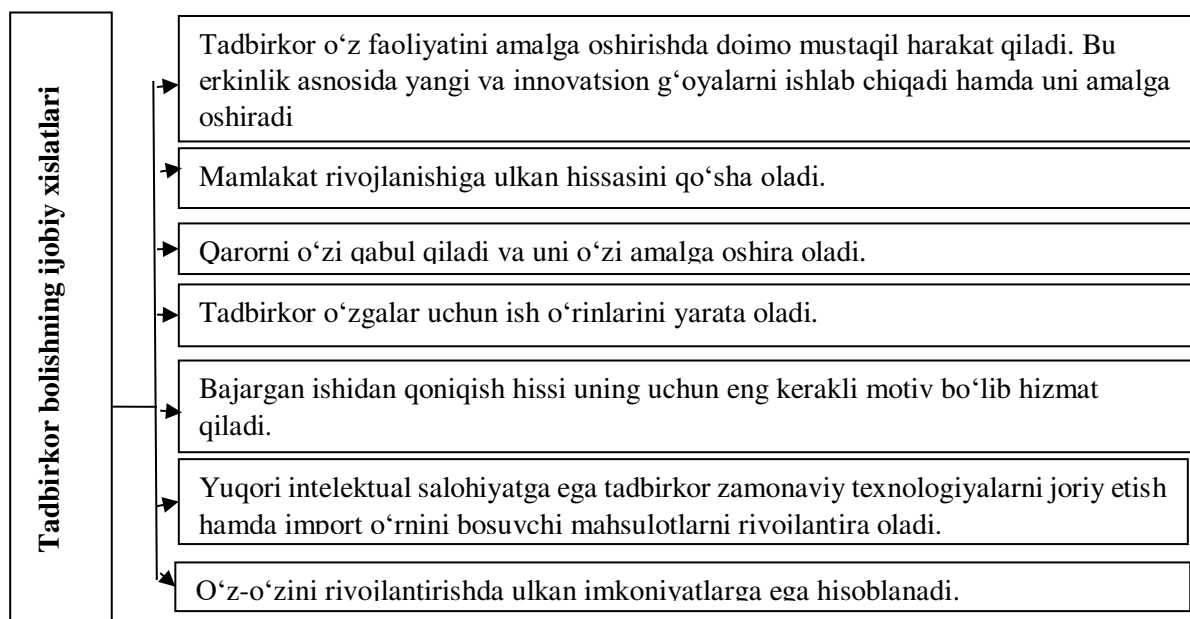 Tadbirkor bolishning ijobiy xislatlari
Tadbirkor o‘z faoliyatini amalga oshirishda doimo mustaqil harakat qiladi. Bu
erkinlik asnosida yangi va innovatsion g‘oyalarni ishlab chiqadi hamda uni amalga
oshiradi
Mamlakat rivojlanishiga ulkan hissasini qo‘sha oladi.
Qarorni o‘zi qabul qiladi va uni o‘zi amalga oshira oladi.
Tadbirkor o‘zgalar uchun ish o‘rinlarini yarata oladi.
Bajargan ishidan qoniqish hissi uning uchun eng kerakli motiv bo‘lib hizmat
qiladi.
Yuqori intelektual salohiyatga ega tadbirkor zamonaviy texnologiyalarni joriy etish
hamda import o‘rnini bosuvchi mahsulotlarni rivojlantira oladi.
O‘z-o‘zini rivojlantirishda ulkan imkoniyatlarga ega hisoblanadi.